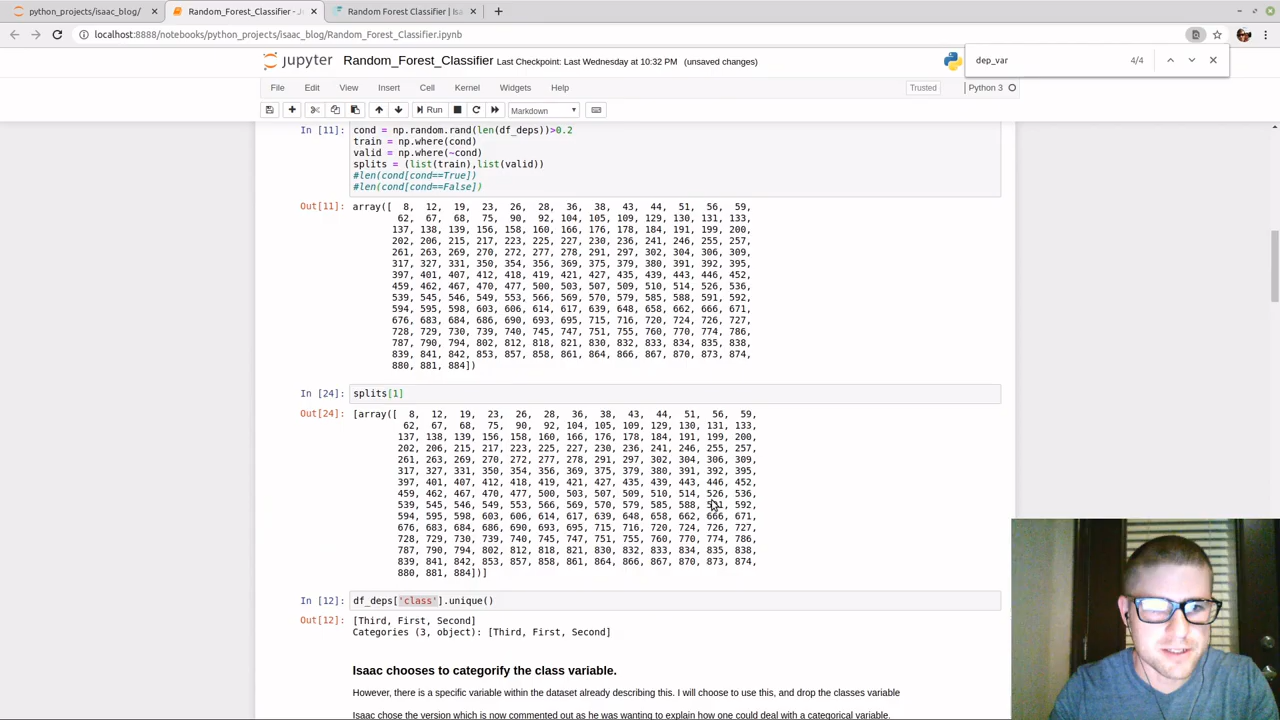 python_projects/isaac_blog/
Random_Forest_Classifier - J
Random Forest Classifier | Isa
localhost:8888/notebooks/python_projects/isaac_blog/Random_Forest_Classifier.ipynb
jupyter Random_Forest_Classifier Last Checkpoint: Last Wednesday at 10:32 PM (unsaved changes)
dep_var 4/4
File Edit View Insert Cell Kernel Widgets Help
Trusted Python 3
Run Markdown
In [11]: cond = np.random.rand(len(df_deps))>0.2
train = np.where(cond)
valid = np.where(~cond)
splits = (list(train),list(valid))
#len(cond[cond==True])
#len(cond[cond==False])
Out[11]: array([ 8, 12, 19, 23, 26, 28, 36, 38, 43, 44, 51, 56, 59,
62, 67, 68, 75, 90, 92, 104, 105, 109, 129, 130, 131, 133,
137, 138, 139, 156, 158, 160, 166, 176, 178, 184, 191, 199, 200,
202, 206, 215, 217, 223, 225, 227, 230, 236, 241, 246, 255, 257,
261, 263, 269, 270, 272, 277, 278, 291, 297, 302, 304, 306, 309,
317, 327, 331, 350, 354, 356, 369, 375, 379, 380, 391, 392, 395,
397, 401, 407, 412, 418, 419, 421, 427, 435, 439, 443, 446, 452,
459, 462, 467, 470, 477, 500, 503, 507, 509, 510, 514, 526, 536,
539, 545, 546, 549, 553, 566, 569, 570, 579, 585, 588, 591, 592,
594, 595, 598, 603, 606, 614, 617, 639, 648, 658, 662, 666, 671,
676, 683, 684, 686, 690, 693, 695, 715, 716, 720, 724, 726, 727,
728, 729, 730, 739, 740, 745, 747, 751, 755, 760, 770, 774, 786,
787, 790, 794, 802, 812, 818, 821, 830, 832, 833, 834, 835, 838,
839, 841, 842, 853, 857, 858, 861, 864, 866, 867, 870, 873, 874,
880, 881, 884])
In [24]: splits[1]
Out[24]: [array([ 8, 12, 19, 23, 26, 28, 36, 38, 43, 44, 51, 56, 59,
62, 67, 68, 75, 90, 92, 104, 105, 109, 129, 130, 131, 133,
137, 138, 139, 156, 158, 160, 166, 176, 178, 184, 191, 199, 200,
202, 206, 215, 217, 223, 225, 227, 230, 236, 241, 246, 255, 257,
261, 263, 269, 270, 272, 277, 278, 291, 297, 302, 304, 306, 309,
317, 327, 331, 350, 354, 356, 369, 375, 379, 380, 391, 392, 395,
397, 401, 407, 412, 418, 419, 421, 427, 435, 439, 443, 446, 452,
459, 462, 467, 470, 477, 500, 503, 507, 509, 510, 514, 526, 536,
539, 545, 546, 549, 553, 566, 569, 570, 579, 585, 588, 591, 592,
594, 595, 598, 603, 606, 614, 617, 639, 648, 658, 662, 666, 671,
676, 683, 684, 686, 690, 693, 695, 715, 716, 720, 724, 726, 727,
728, 729, 730, 739, 740, 745, 747, 751, 755, 760, 770, 774, 786,
787, 790, 794, 802, 812, 818, 821, 830, 832, 833, 834, 835, 838,
839, 841, 842, 853, 857, 858, 861, 864, 866, 867, 870, 873, 874,
880, 881, 884])]
In [12]: df_deps['class'].unique()
Out[12]: [Third, First, Second]
Categories (3, object): [Third, First, Second]
Isaac chooses to categorify the class variable.
However, there is a specific variable within the dataset already describing this. I will choose to use this, and drop the classes variable
Isaac chose the version which is now commented out as he was wanting to explain how one could deal with a categorical variable.